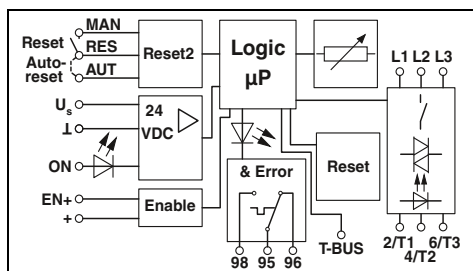 MAN
Reset
RES
Reset2
Auto-
reset
AUT
Logic
µP
L1 L2 L3
Us
24
VDC
⊥
ON
EN+
+
Enable
& Error
Reset
98 95 96
T-BUS
2/T1
4/T2
6/T3